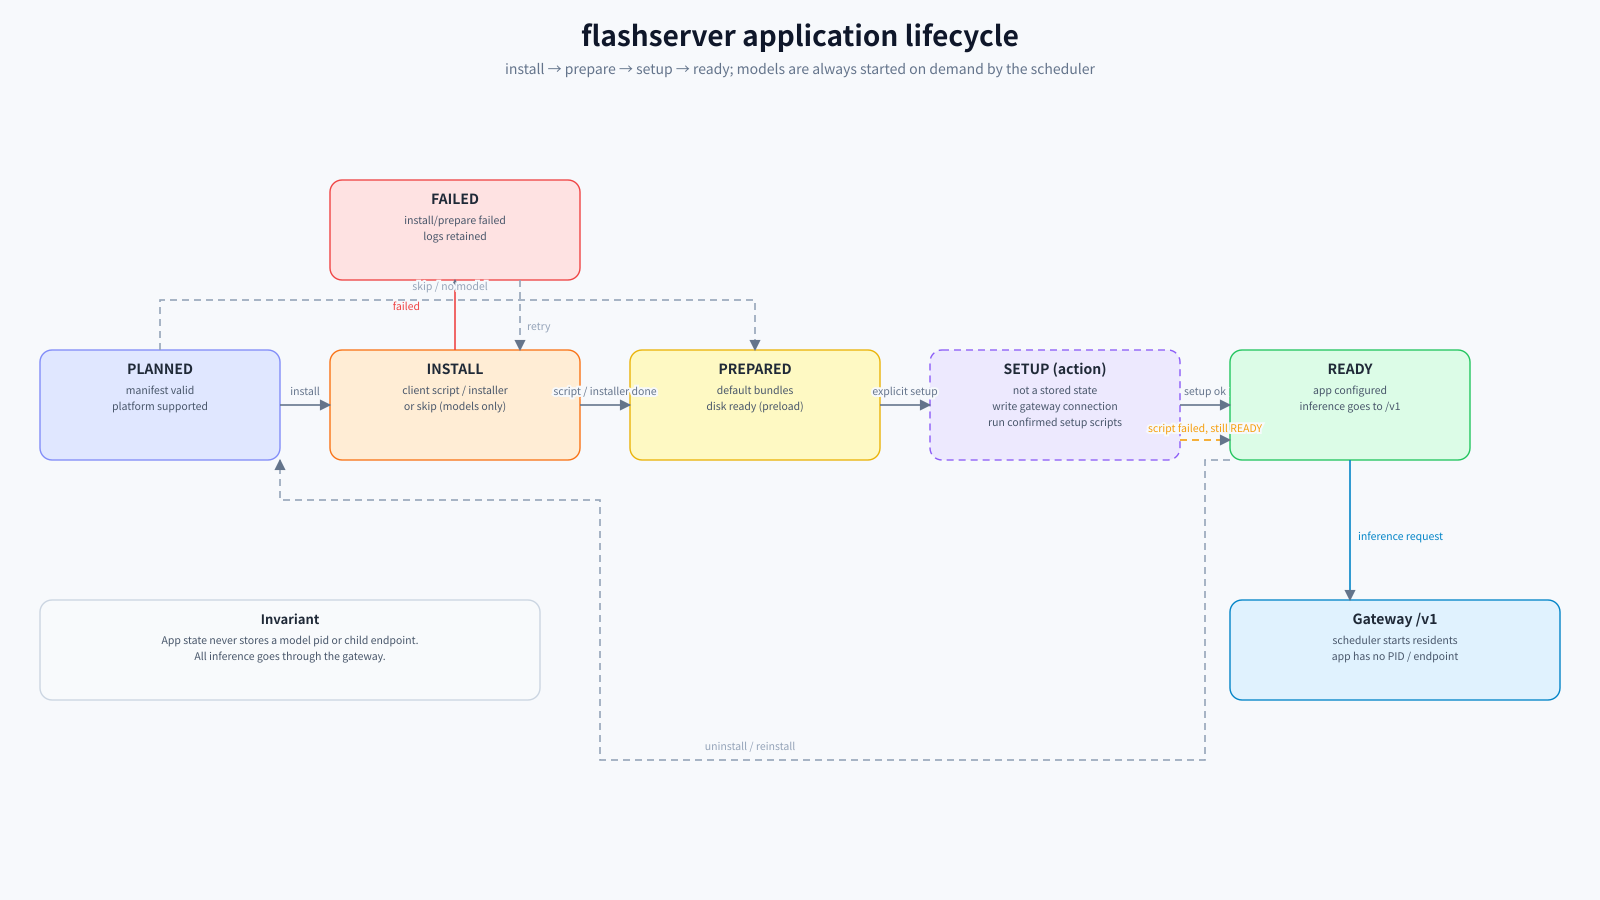 flashserver application lifecycle
install → prepare → setup → ready; models are always started on demand by the scheduler
FAILED
install/prepare failed
logs retained
skip / no model
failed
retry
PLANNED
manifest valid
platform supported
install
INSTALL
client script / installer
or skip (models only)
script / installer done
PREPARED
default bundles
disk ready (preload)
explicit setup
SETUP (action)
not a stored state
write gateway connection
run confirmed setup scripts
setup ok
script failed, still READY
READY
app configured
inference goes to /v1
inference request
Invariant
App state never stores a model pid or child endpoint.
All inference goes through the gateway.
Gateway /v1
scheduler starts residents
app has no PID / endpoint
uninstall / reinstall